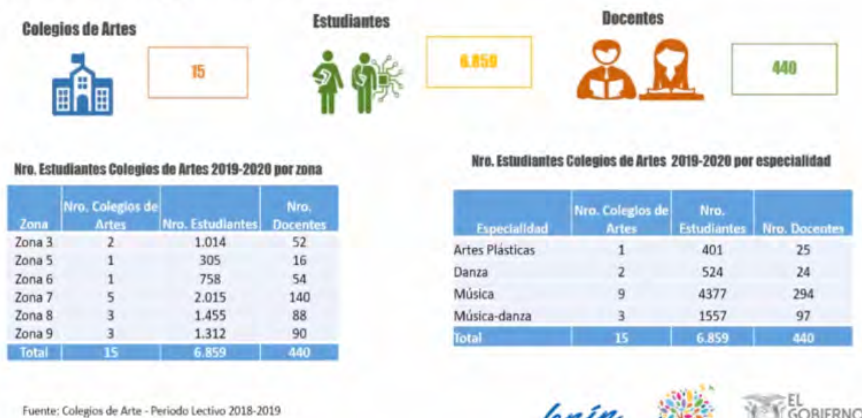 Colegios de Artes
15
Estudiantes
6.859
Docentes
440
Nro. Estudiantes Colegios de Artes 2019-2020 por zona
Zona Nro. Colegios de Artes Nro. Estudiantes Nro. Docentes
Zona 3 2 1.014 52
Zona 5 1 305 16
Zona 6 1 758 54
Zona 7 5 2.015 140
Zona 8 3 1.455 88
Zona 9 3 1.312 90
Total 15 6.859 440
Nro. Estudiantes Colegios de Artes 2019-2020 por especialidad
Especialidad Nro. Colegios de Artes Nro. Estudiantes Nro. Docentes
Artes Plásticas 1 401 25
Danza 2 524 24
Música 9 4377 294
Música-danza 3 1557 97
Total 15 6.859 440
Fuente: Colegios de Arte - Periodo Lectivo 2018-2019
lenín
EL
GOBIERNO